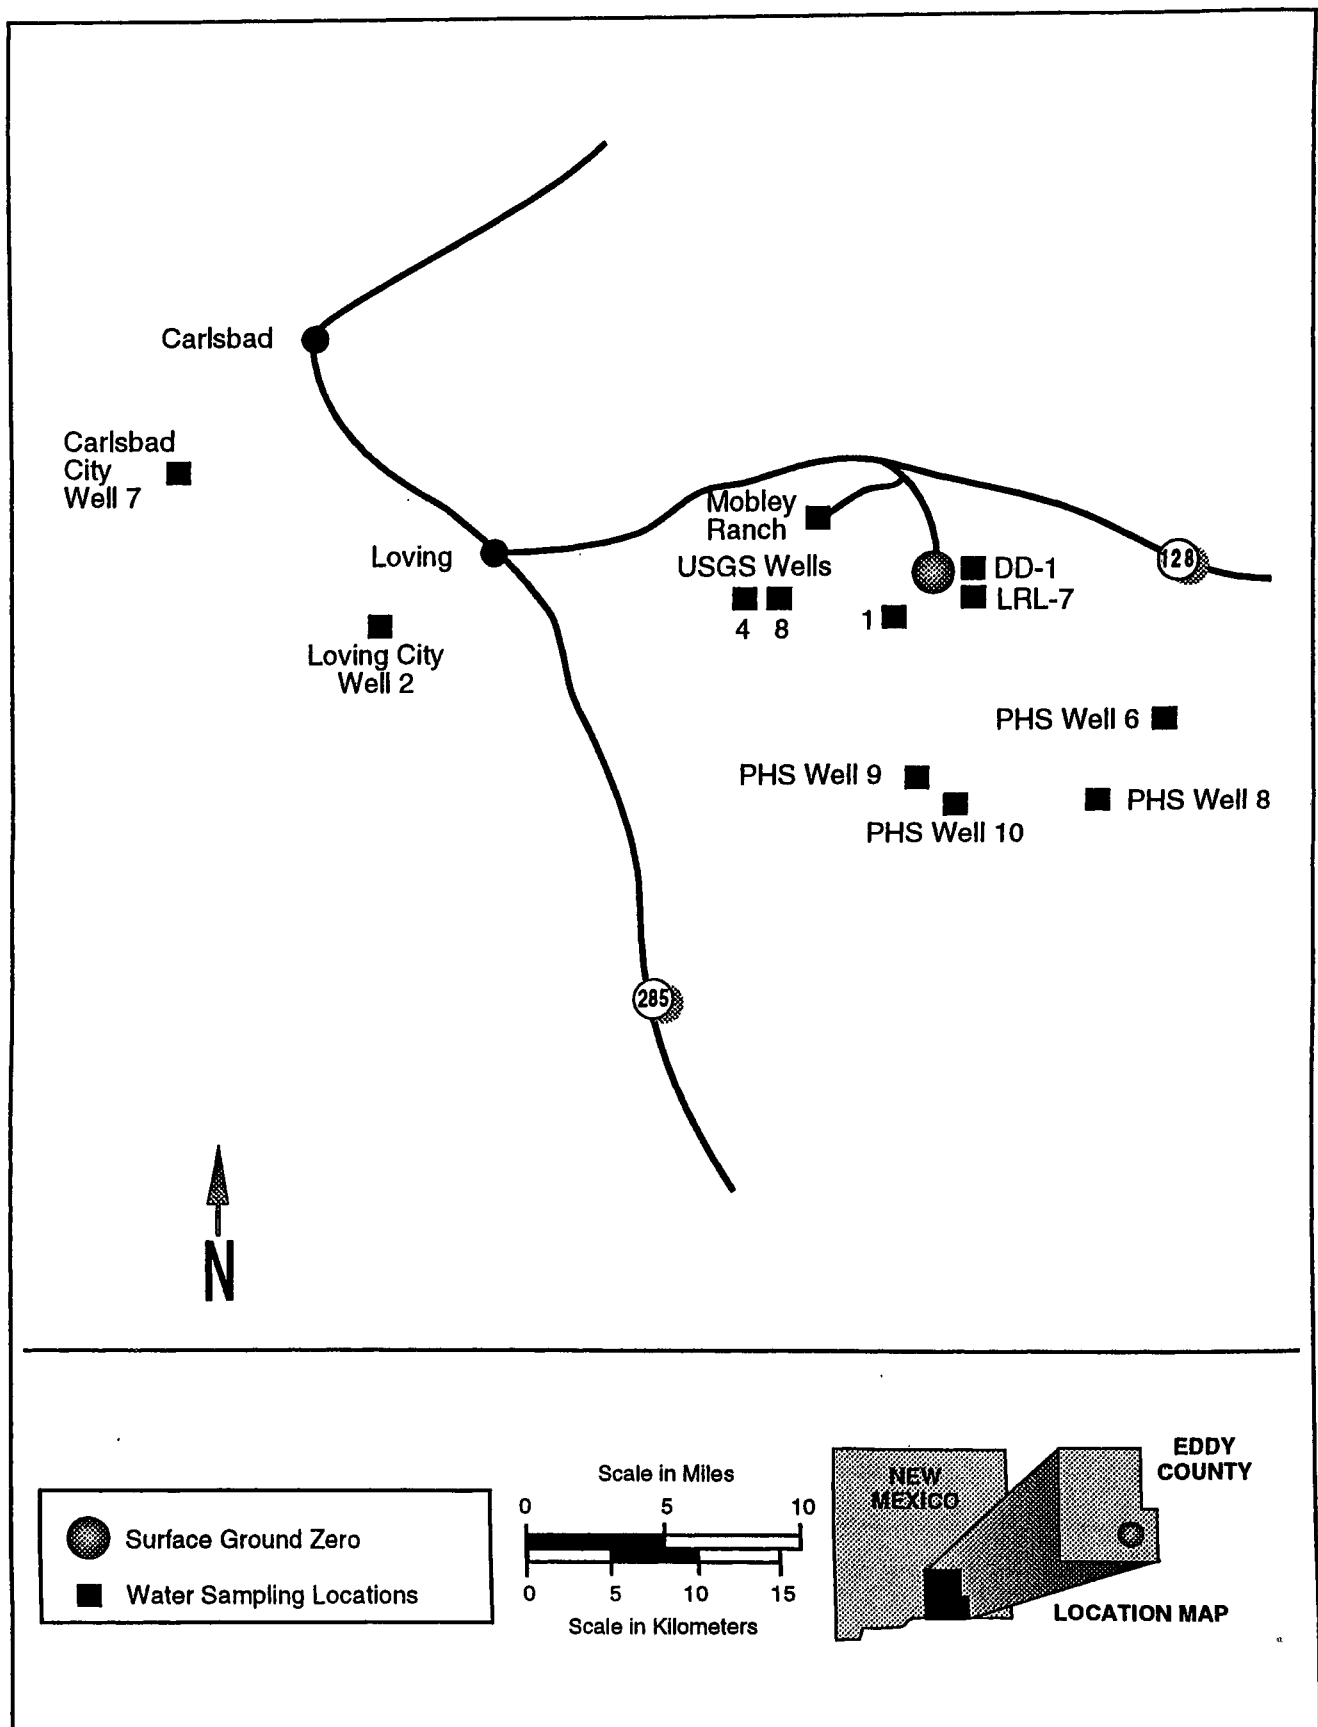 Carlsbad
Carlsbad
City
Well 7
Mobley
Ranch
Loving
USGS Wells
128
DD-1
LRL-7
4 8
1
Loving City
Well 2
PHS Well 6
PHS Well 9
PHS Well 8
PHS Well 10
285
N
Scale in Miles
0 5 10
0 5 10 15
Scale in Kilometers
Surface Ground Zero
Water Sampling Locations
NEW
MEXICO
EDDY
COUNTY
LOCATION MAP